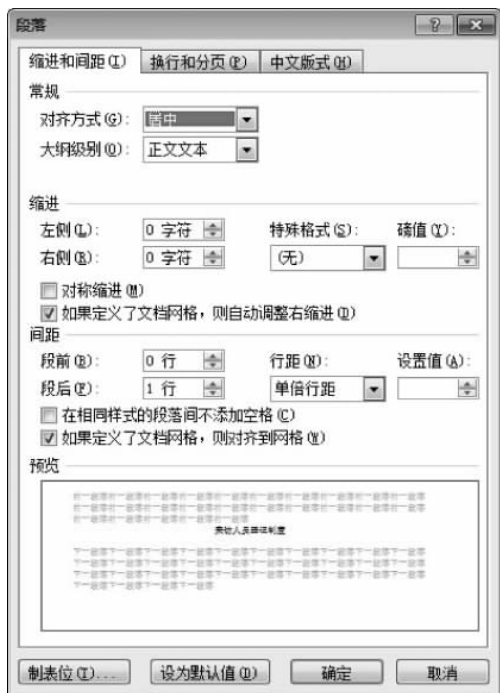 段落
缩进和间距(I) 换行和分页(P) 中文版式(H)
常规
对齐方式(G): 居中
大纲级别(O): 正文文本
缩进
左侧(L): 0 字符 特殊格式(S): 磅值(Y):
右侧(R): 0 字符 (无)
对称缩进(M)
如果定义了文档网格,则自动调整右缩进(D)
间距
段前(B): 0 行 行距(N): 设置值(A):
段后(F): 1 行 单倍行距
在相同样式的段落间不添加空格(C)
如果定义了文档网格,则对齐到网格(W)
预览
制表位(T)... 设为默认值(D) 确定 取消